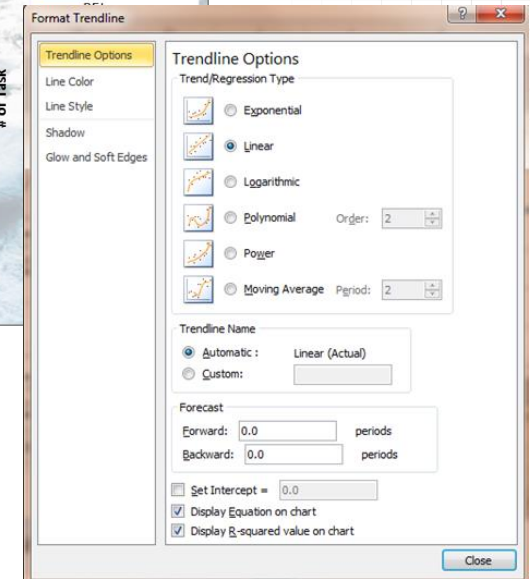 Format Trendline
# of Task
Trendline Options
Line Color
Line Style
Shadow
Glow and Soft Edges
Trendline Options
Trend/Regression Type
Exponential
Linear
Logarithmic
Polynomial Order: 2
Power
Moving Average Period: 2
Trendline Name
Automatic : Linear (Actual)
Custom:
Forecast
Forward: 0.0 periods
Backward: 0.0 periods
Set Intercept = 0.0
Display Equation on chart
Display R-squared value on chart
Close